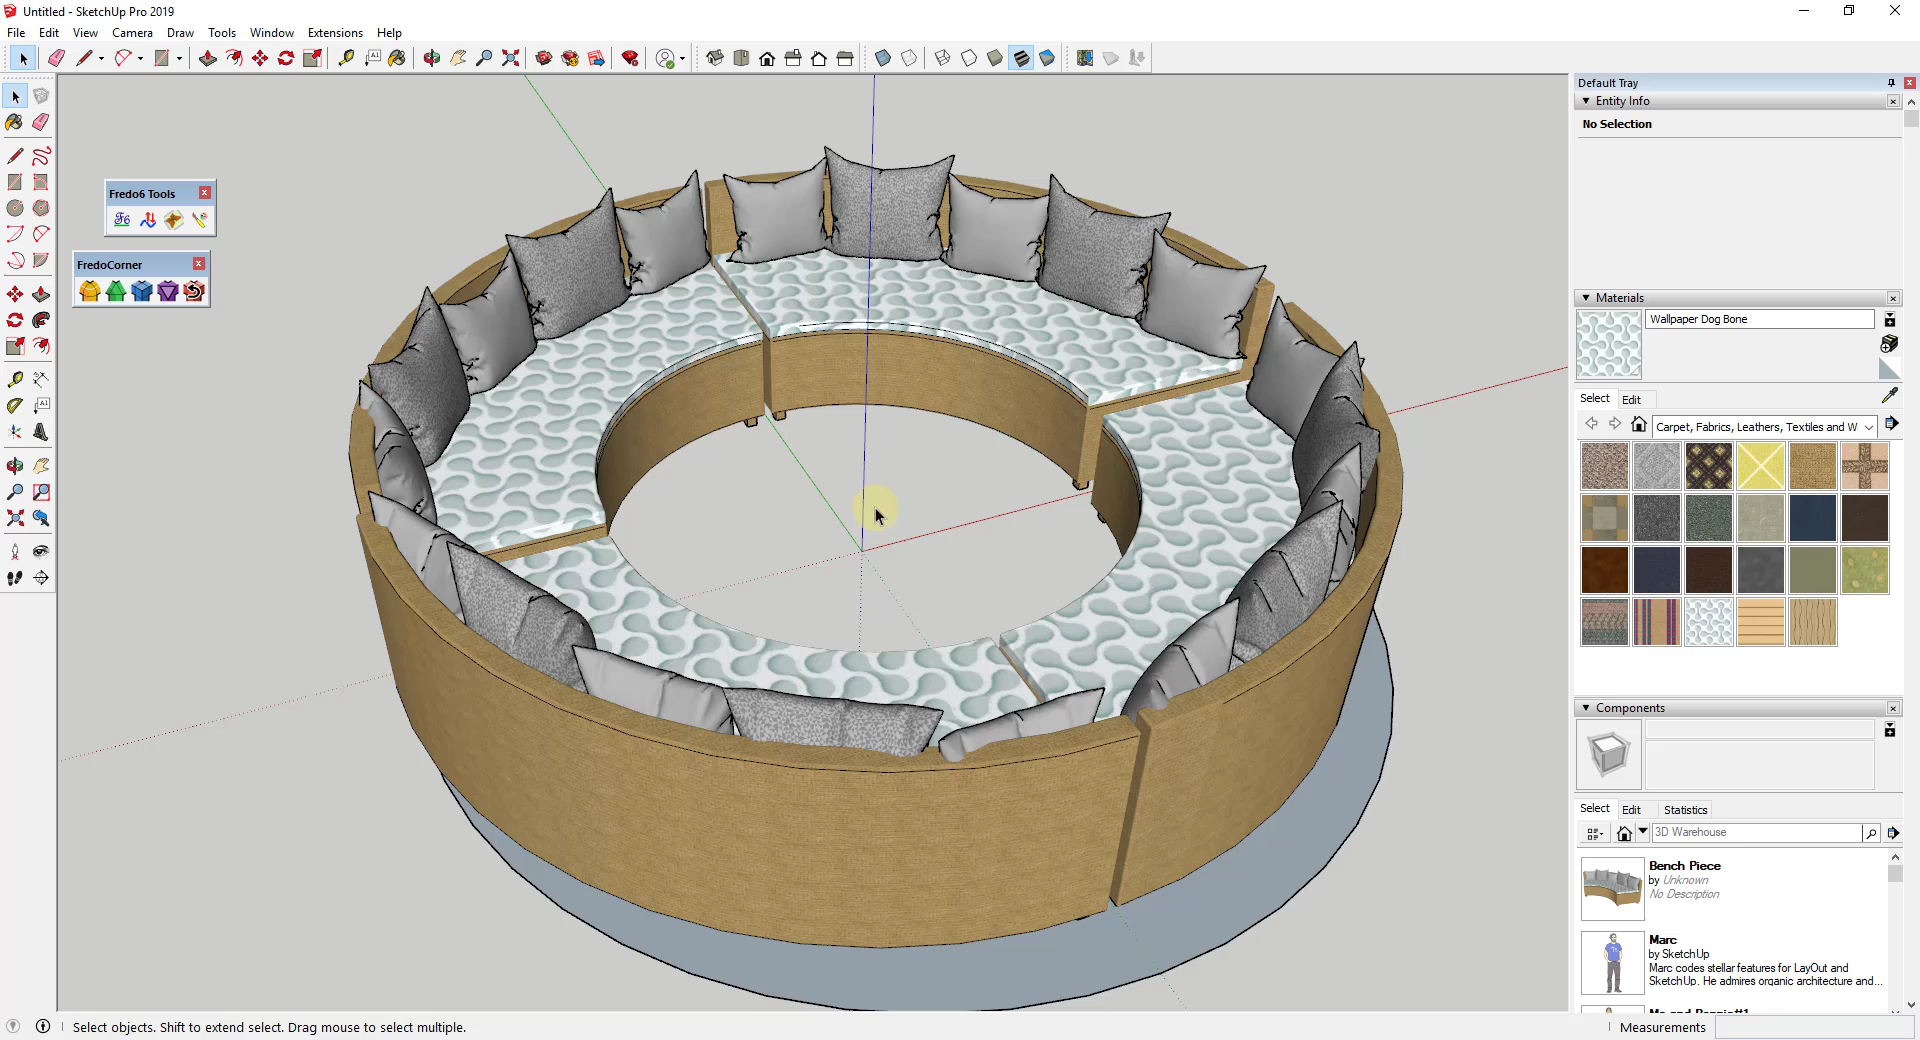 Untitled - SketchUp Pro 2019
File Edit View Camera Draw Tools Window Extensions Help
Default Tray
Entity Info
No Selection
Fredo6 Tools
FredoCorner
Materials
Wallpaper Dog Bone
Select Edit
Carpet, Fabrics, Leathers, Textiles and W
Components
Select Edit Statistics
3D Warehouse
Bench Piece
by Unknown
No Description
Marc
by SketchUp
Marc codes stellar features for LayOut and
SketchUp. He admires organic architecture and...
Select objects. Shift to extend select. Drag mouse to select multiple.
Measurements